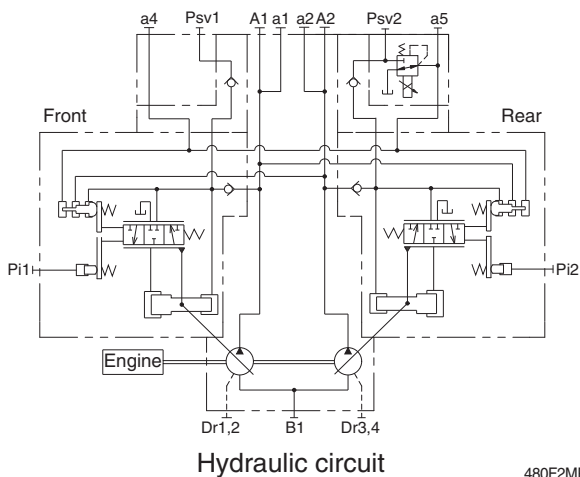 a4 Psv1 A1 a1 a2 A2 Psv2 a5
Front Rear
Pi1 Pi2
Engine
Dr1,2 B1 Dr3,4
Hydraulic circuit